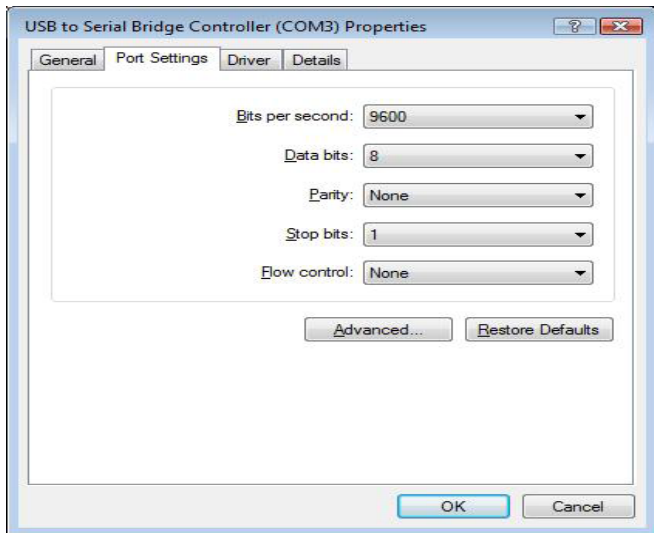 USB to Serial Bridge Controller (COM3) Properties
General Port Settings Driver Details
Bits per second: 9600
Data bits: 8
Parity: None
Stop bits: 1
Flow control: None
Advanced... Restore Defaults
OK Cancel